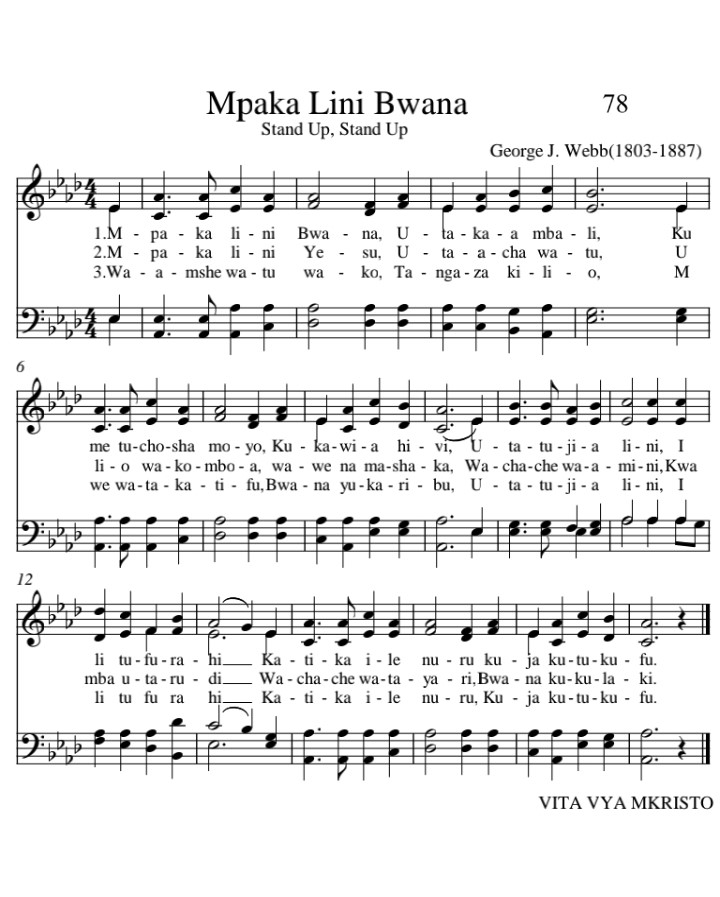 Mpaka Lini Bwana
78
Stand Up, Stand Up
George J. Webb(1803-1887)
4
4
1.M - pa - ka li - ni Bwa - na, U - ta - ka - a mba - li, Ku
2.M - pa - ka li - ni Ye - su, U - ta - a - cha wa - tu, U
3.Wa - a - mshe wa - tu wa - ko, Ta - nga - za ki - li - o, M
4
4
6
me tu-cho-sha mo - yo, Ku - ka - wi - a hi - vi, U - ta - tu - ji - a li - ni, I
li - o wa-ko - mbo - a, wa - we na ma-sha - ka, Wa - cha - che wa - a - mi - ni,Kwa
we wa - ta - ka - ti - fu,Bwa - na yu - ka - ri - bu, U - ta - tu - ji - a li - ni, I
12
li tu - fu - ra - hi Ka - ti - ka i - le nu - ru ku - ja ku - tu - ku - fu.
mba u - ta - ru - di Wa - cha - che wa - ta - ya - ri,Bwa - na ku - ku - la - ki.
li tu fu ra hi Ka - ti - ka i - le nu - ru, Ku - ja ku - tu - ku - fu.
VITA VYA MKRISTO